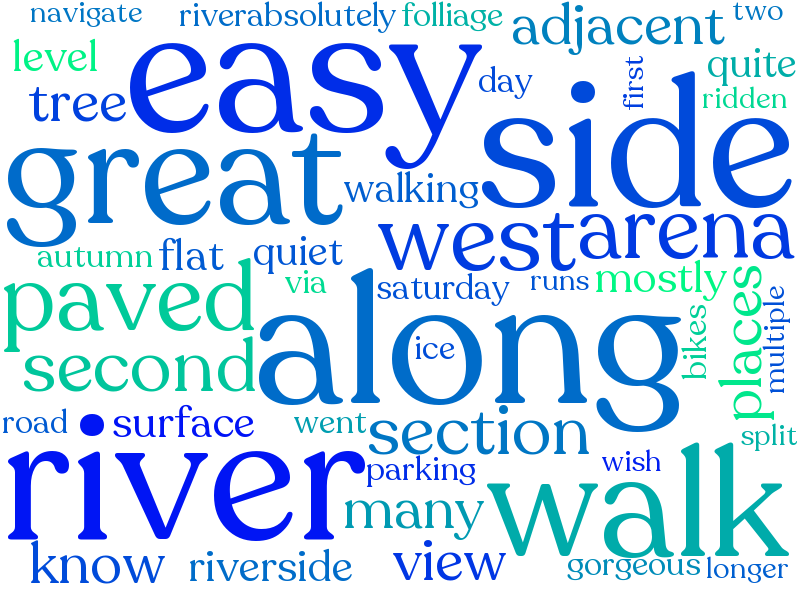 navigate riverabsolutely folliage adjacent two
level easy day first quite
tree side ridden
great walking
west arena
autumn flat quiet
paved via saturday runs mostly
second along ice bikes places multiple
road surface went section split
river parking wish
many walk
know riverside view gorgeous longer